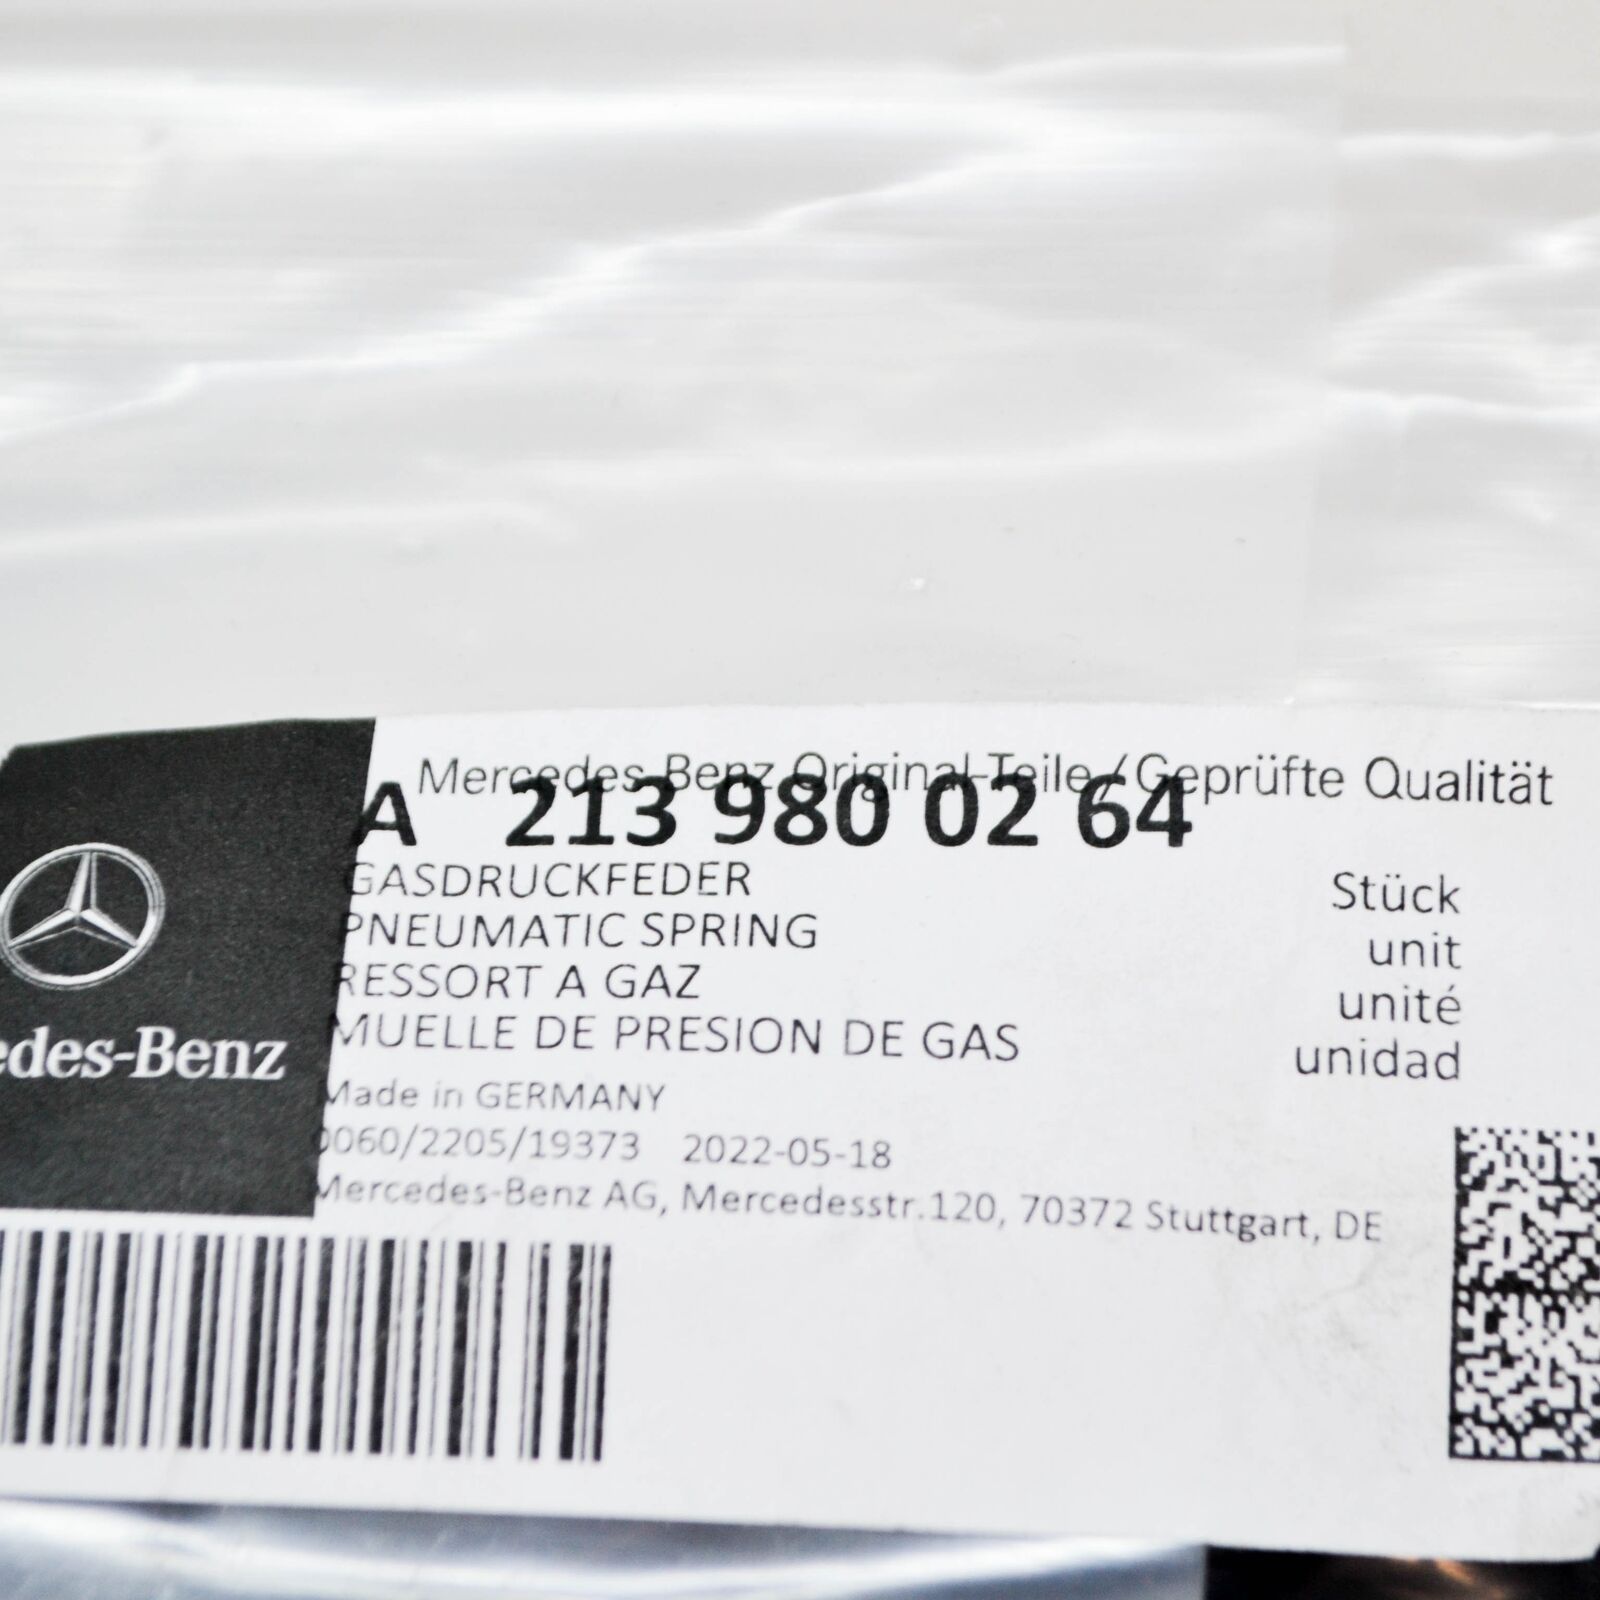 Mercedes-Benz Original-Teile/Geprüfte Qualität
A 213 980 02 64
GASDRUCKFEDER
PNEUMATIC SPRING
RESSORT A GAZ
MUELLE DE PRESION DE GAS
Stück
unit
unité
unidad
edes-Benz
Made in GERMANY
0060/2205/19373 2022-05-18
Mercedes-Benz AG, Mercedesstr.120, 70372 Stuttgart, DE